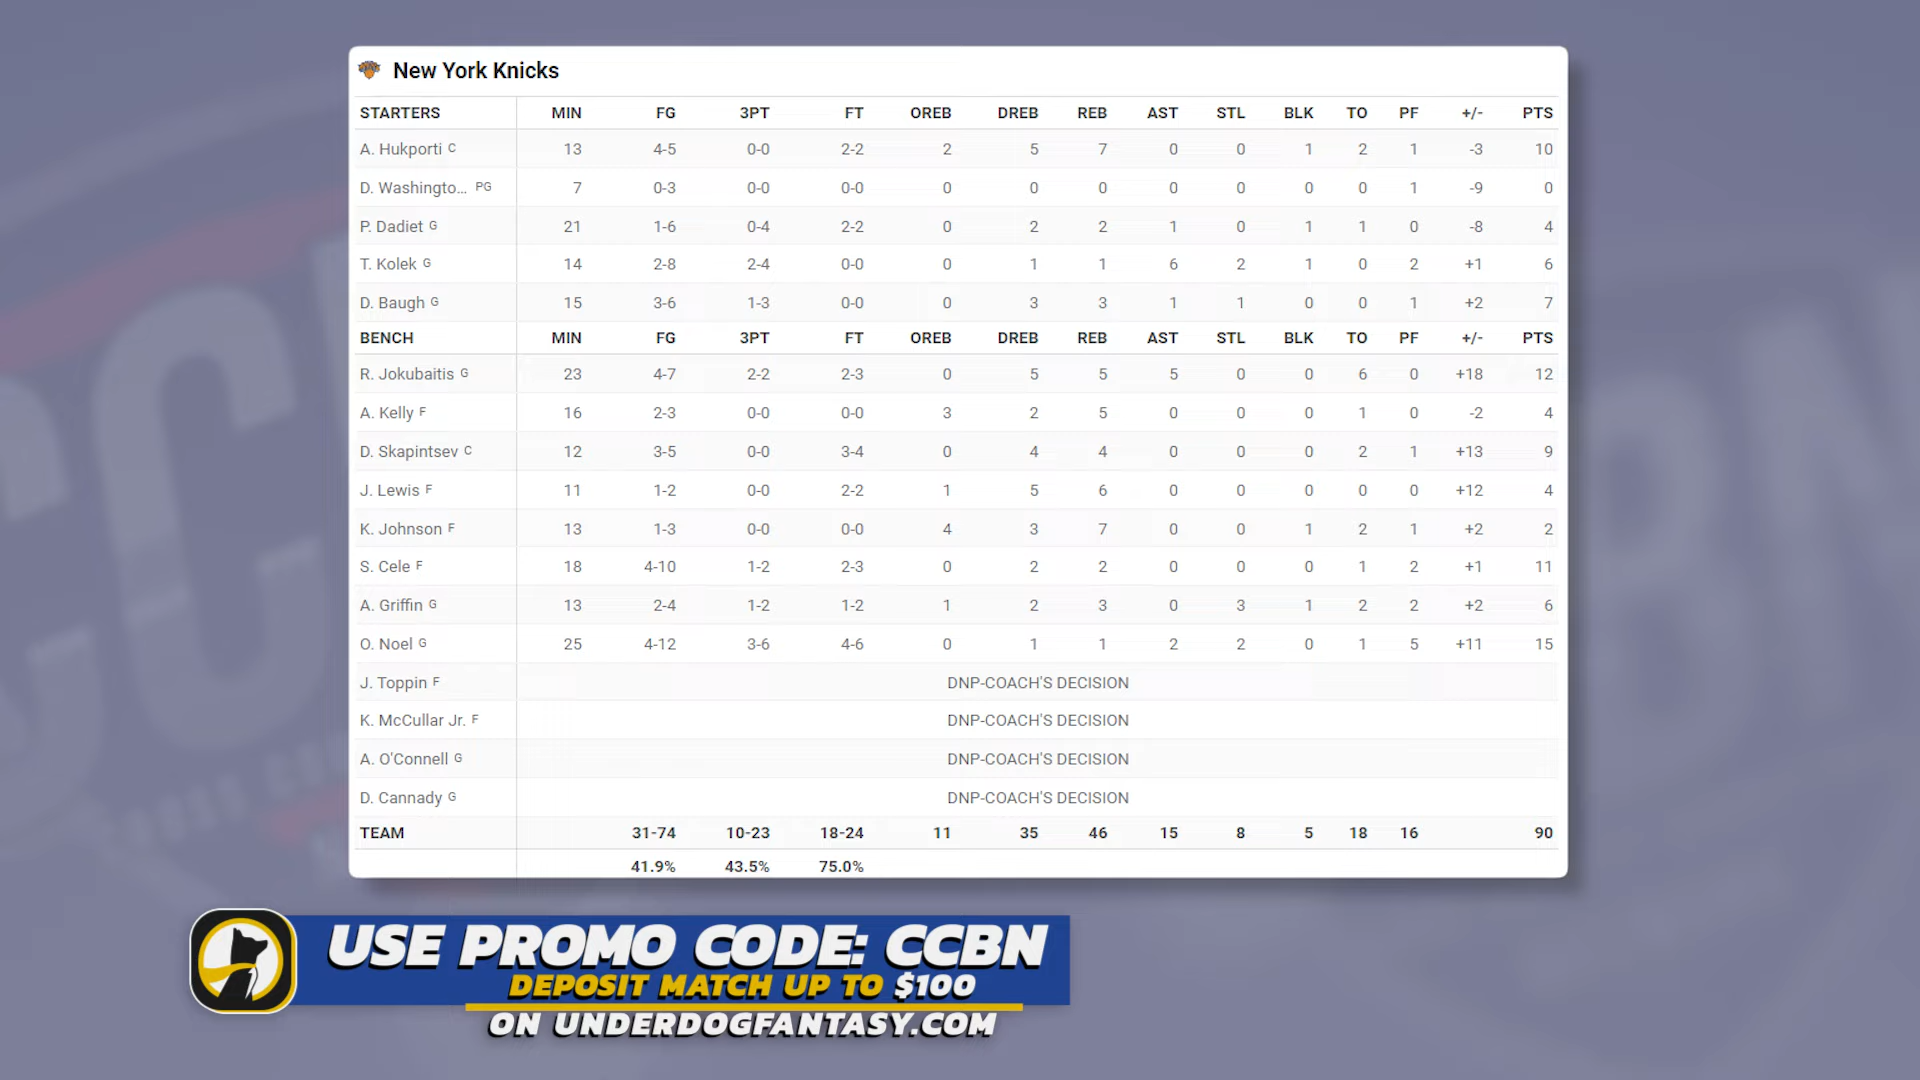 New York Knicks
STARTERS MIN FG 3PT FT OREB DREB REB AST STL BLK TO PF +/- PTS
A. Hukporti C 13 4-5 0-0 2-2 2 5 7 0 0 1 2 1 -3 10
D. Washingto... PG 7 0-3 0-0 0-0 0 0 0 0 0 0 0 1 -9 0
P. Dadiet G 21 1-6 0-4 2-2 0 2 2 1 0 1 1 0 -8 4
T. Kolek G 14 2-8 2-4 0-0 0 1 1 6 2 1 0 2 +1 6
D. Baugh G 15 3-6 1-3 0-0 0 3 3 1 1 0 0 1 +2 7
BENCH MIN FG 3PT FT OREB DREB REB AST STL BLK TO PF +/- PTS
R. Jokubaitis G 23 4-7 2-2 2-3 0 5 5 5 0 0 6 0 +18 12
A. Kelly F 16 2-3 0-0 0-0 3 2 5 0 0 0 1 0 -2 4
D. Skapintsev C 12 3-5 0-0 3-4 0 4 4 0 0 0 2 1 +13 9
J. Lewis F 11 1-2 0-0 2-2 1 5 6 0 0 0 0 0 +12 4
K. Johnson F 13 1-3 0-0 0-0 4 3 7 0 0 1 2 1 +2 2
S. Cele F 18 4-10 1-2 2-3 0 2 2 0 0 0 1 2 +1 11
A. Griffin G 13 2-4 1-2 1-2 1 2 3 0 3 1 2 2 +2 6
O. Noel G 25 4-12 3-6 4-6 0 1 1 2 2 0 1 5 +11 15
J. Toppin F DNP-COACH'S DECISION
K. McCullar Jr. F DNP-COACH'S DECISION
A. O'Connell G DNP-COACH'S DECISION
D. Cannady G DNP-COACH'S DECISION
TEAM 31-74 10-23 18-24 11 35 46 15 8 5 18 16 90
41.9% 43.5% 75.0%
USE PROMO CODE: CCBN
DEPOSIT MATCH UP TO $100
ON UNDERDOGFANTASY.COM